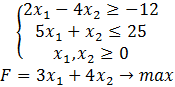 2x₁ − 4x₂ ≥ −12
5x₁ + x₂ ≤ 25
x₁, x₂ ≥ 0
F = 3x₁ + 4x₂ → max